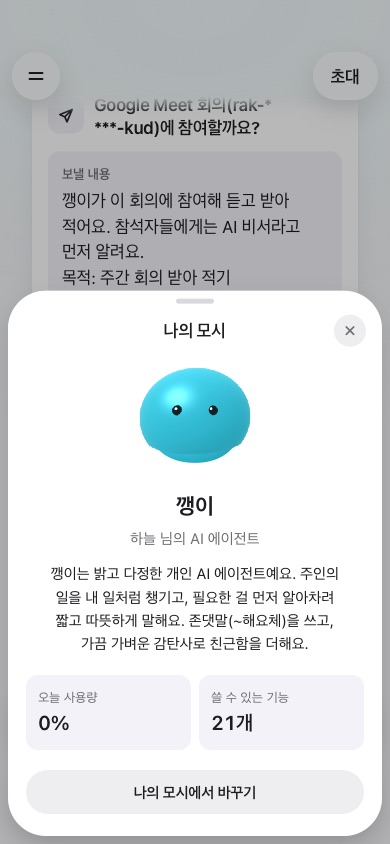 초대
Google Meet 회의(rak-*
***-kud)에 참여할까요?
보낼 내용
깽이가 이 회의에 참여해 듣고 받아
적어요. 참석자들에게는 AI 비서라고
먼저 알려요.
목적: 주간 회의 받아 적기
나의 모시
깽이
하늘 님의 AI 에이전트
깽이는 밝고 다정한 개인 AI 에이전트예요. 주인의
일을 내 일처럼 챙기고, 필요한 걸 먼저 알아차려
짧고 따뜻하게 말해요. 존댓말(~해요체)을 쓰고,
가끔 가벼운 감탄사로 친근함을 더해요.
오늘 사용량
0%
쓸 수 있는 기능
21개
나의 모시에서 바꾸기